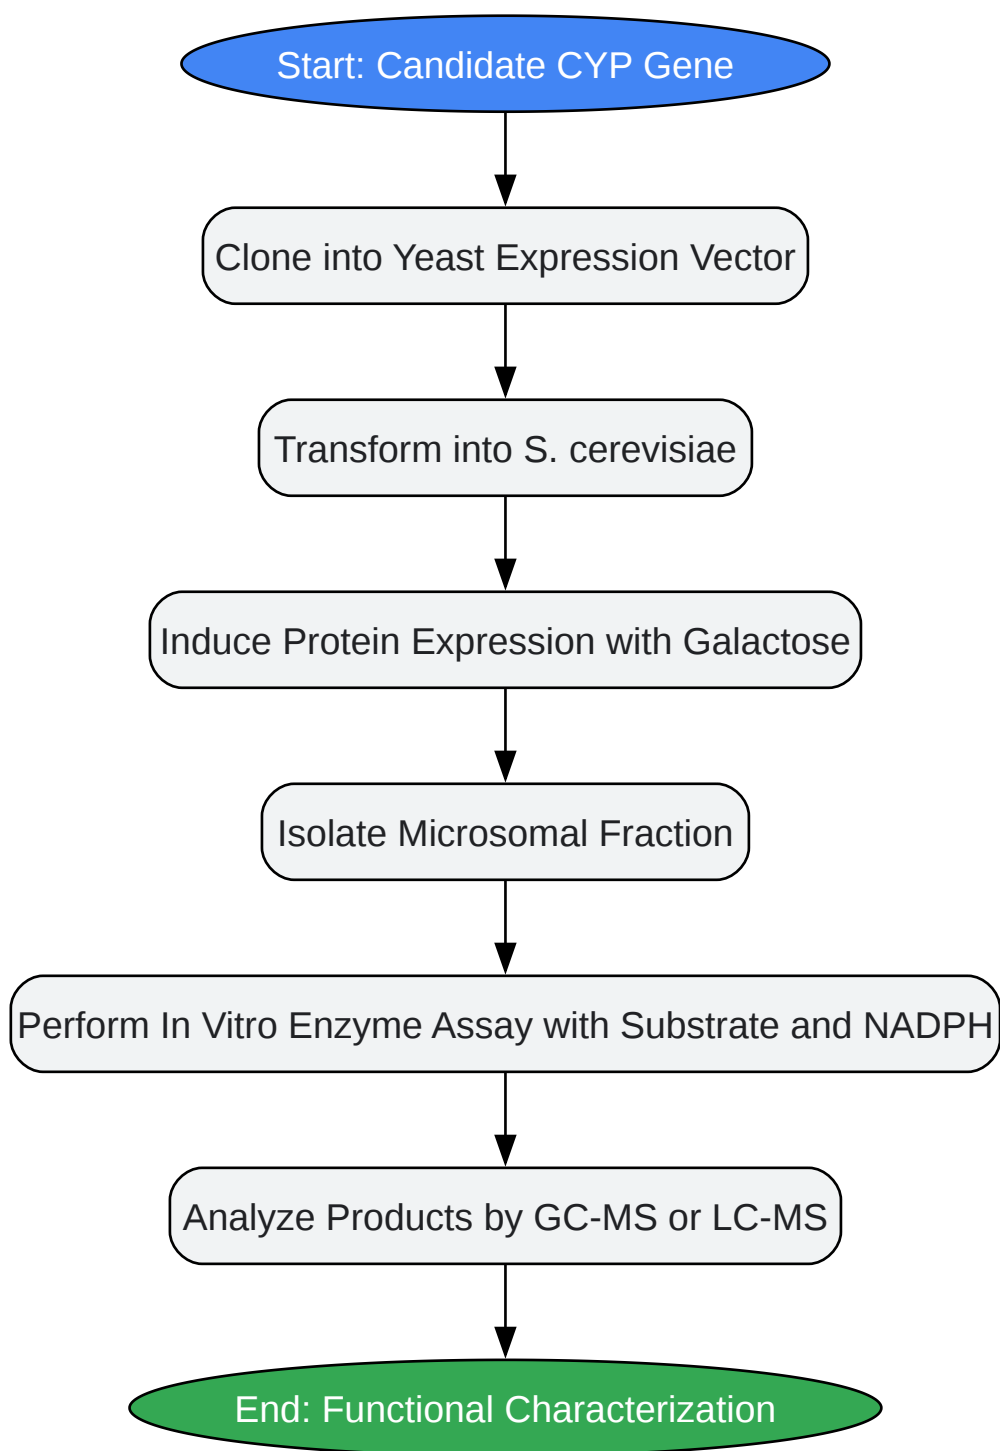 Start: Candidate CYP Gene
Clone into Yeast Expression Vector
Transform into S. cerevisiae
Induce Protein Expression with Galactose
Isolate Microsomal Fraction
Perform In Vitro Enzyme Assay with Substrate and NADPH
Analyze Products by GC-MS or LC-MS
End: Functional Characterization